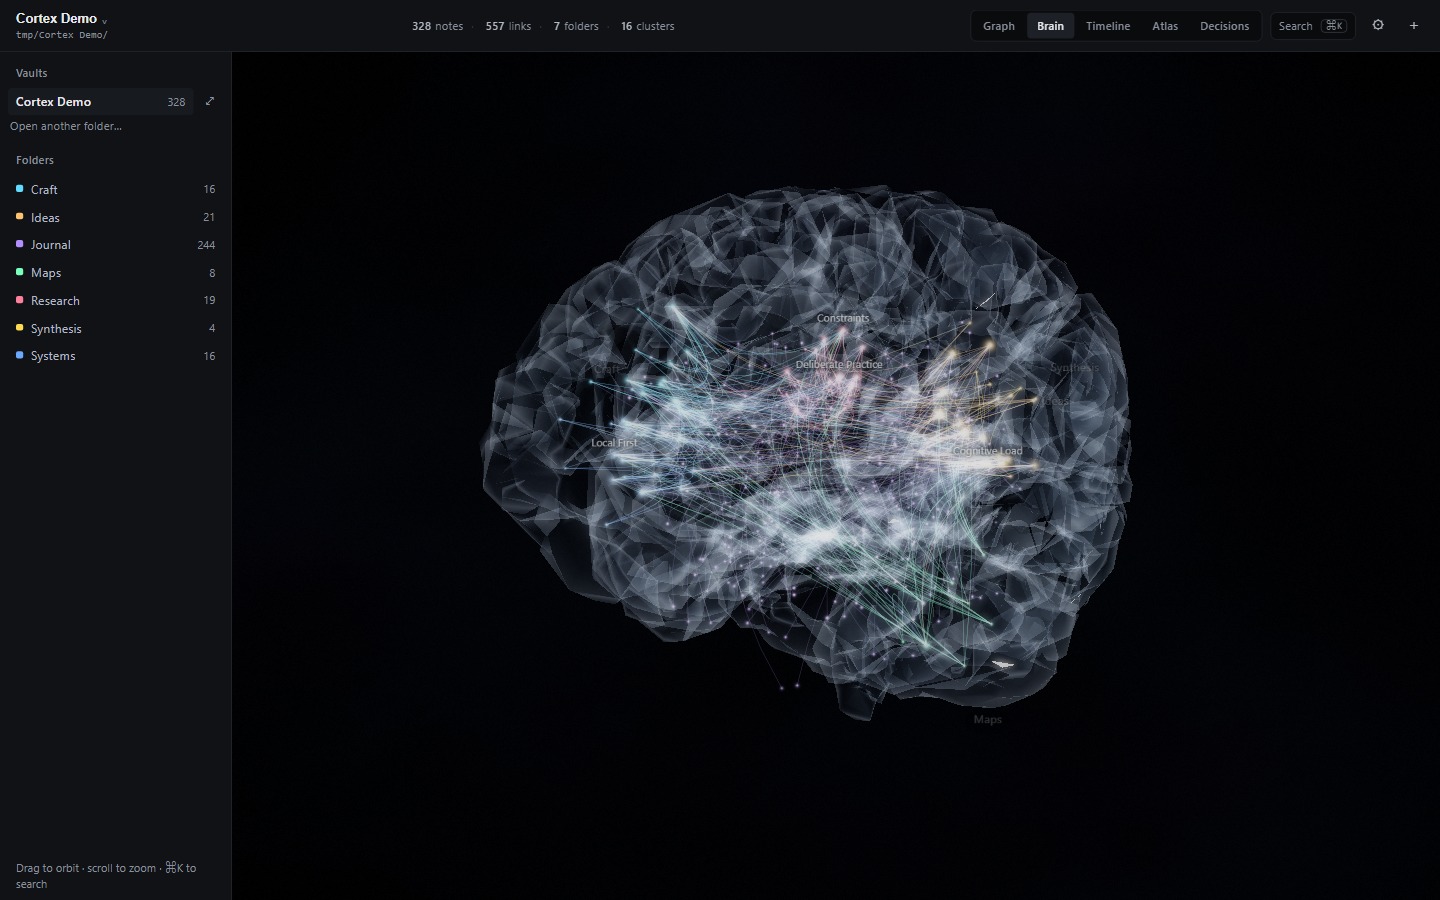 Cortex Demo v
tmp/Cortex Demo/
328 notes · 557 links · 7 folders · 16 clusters
Graph Brain Timeline Atlas Decisions Search ⌘K ⚙ +
Vaults
Cortex Demo 328
Open another folder...
Folders
Craft 16
Ideas 21
Journal 244
Maps 8
Research 19
Synthesis 4
Systems 16
Constraints
Deliberate Practice
Craft
Synthesis
Ideas
Local First
Cognitive Load
Maps
Drag to orbit · scroll to zoom · ⌘K to
search